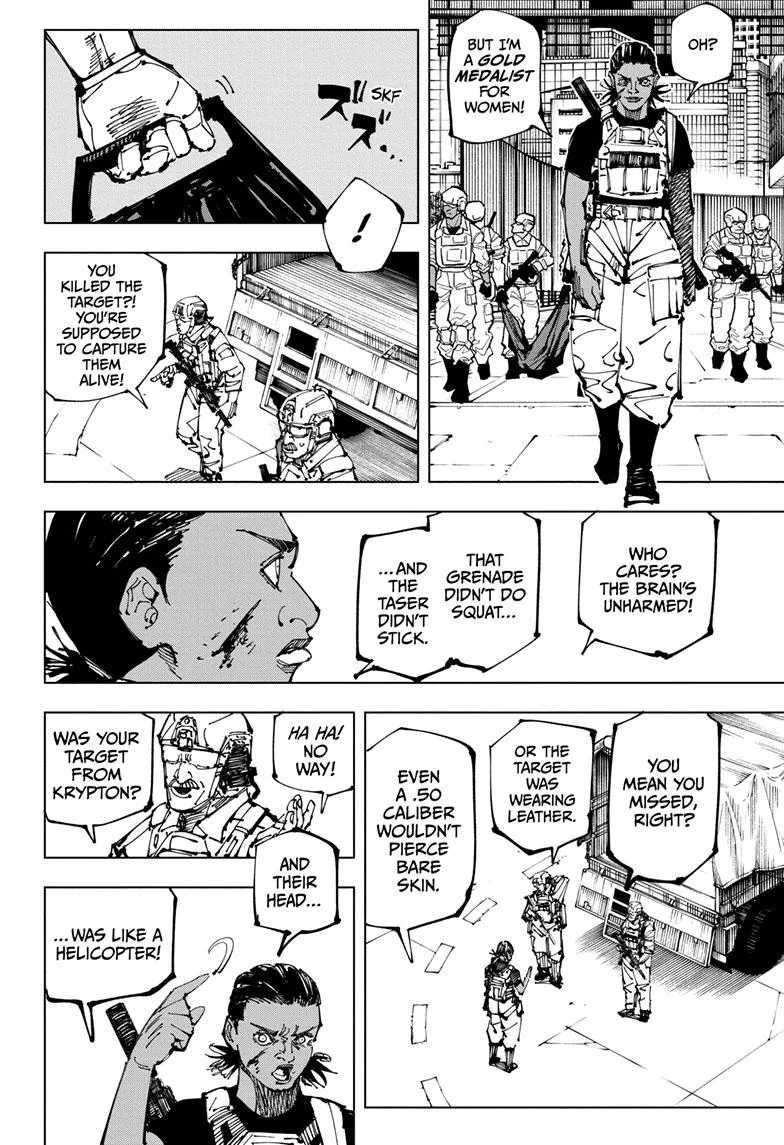 OH?
BUT I'M
A GOLD
MEDALIST
FOR
WOMEN!
ズズ
SKF
!
YOU
KILLED THE
TARGET?!
YOU'RE
SUPPOSED
TO CAPTURE
THEM
ALIVE!
WHO
CARES?
THE BRAIN'S
UNHARMED!
THAT
GRENADE
DIDN'T DO
SQUAT...
...AND
THE
TASER
DIDN'T
STICK.
YOU
MEAN YOU
MISSED,
RIGHT?
OR THE
TARGET
WAS
WEARING
LEATHER.
EVEN
A .50
CALIBER
WOULDN'T
PIERCE
BARE
SKIN.
HA HA!
NO
WAY!
WAS YOUR
TARGET
FROM
KRYPTON?
AND
THEIR
HEAD...
...WAS LIKE A
HELICOPTER!